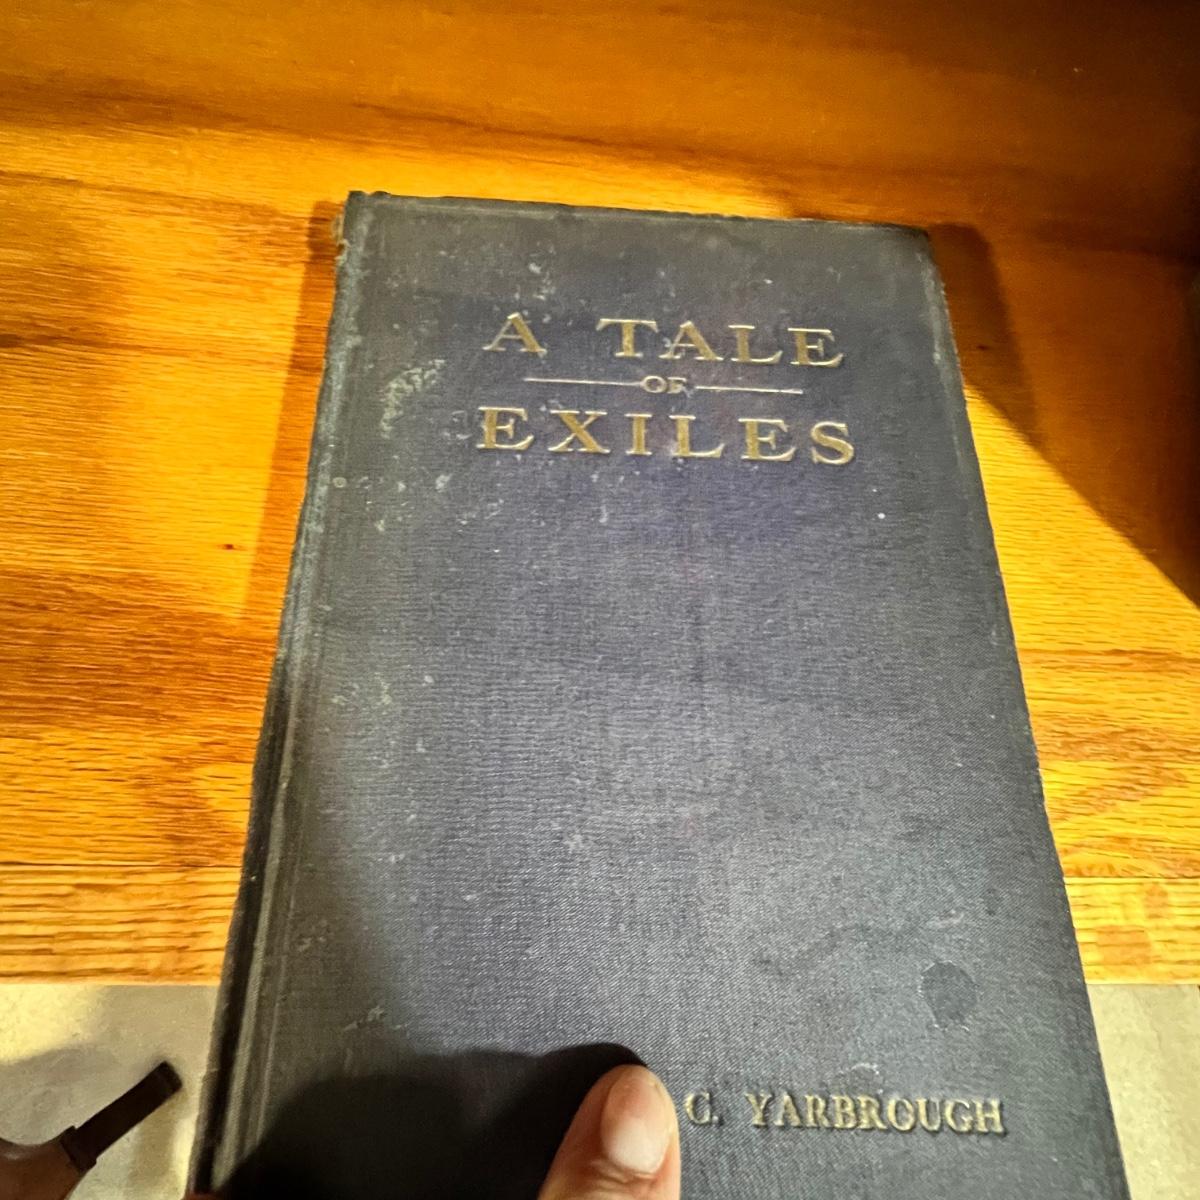 A TALE
OF
EXILES
C. YARBROUGH